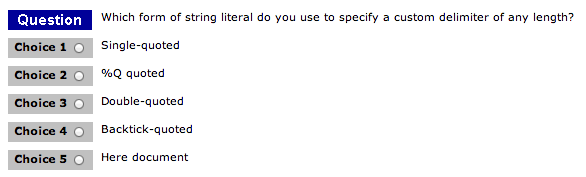 Question Which form of string literal do you use to specify a custom delimiter of any length?
Choice 1 Single-quoted
Choice 2 %Q quoted
Choice 3 Double-quoted
Choice 4 Backtick-quoted
Choice 5 Here document